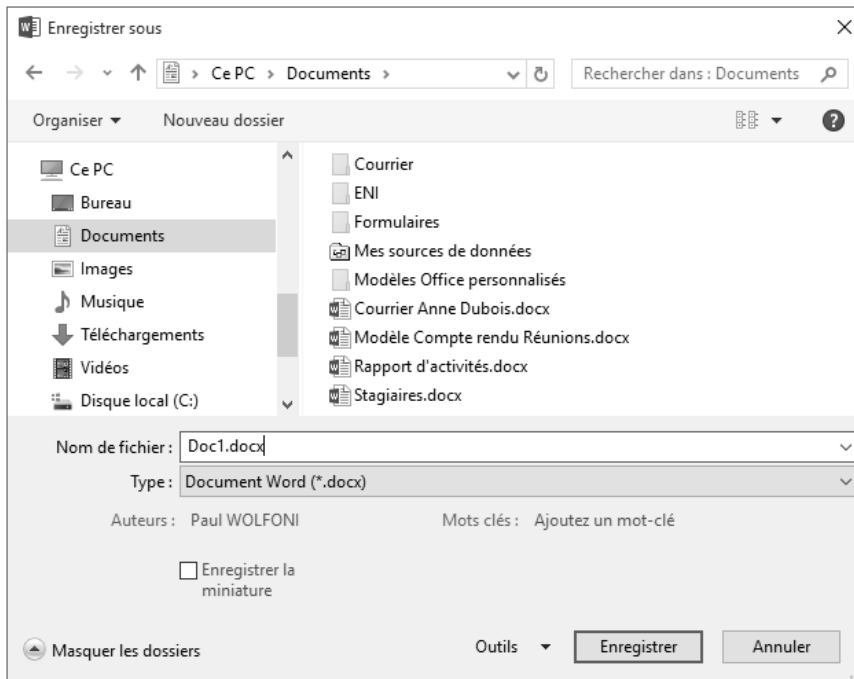 Enregistrer sous
Ce PC > Documents >
Rechercher dans : Documents
Organiser
Nouveau dossier
Ce PC
Bureau
Documents
Images
Musique
Téléchargements
Vidéos
Disque local (C:)
Courrier
ENI
Formulaires
Mes sources de données
Modèles Office personnalisés
Courrier Anne Dubois.docx
Modèle Compte rendu Réunions.docx
Rapport d'activités.docx
Stagiaires.docx
Nom de fichier : Doc1.docx
Type : Document Word (*.docx)
Auteurs : Paul WOLFONI
Mots clés : Ajoutez un mot-clé
Enregistrer la
miniature
Masquer les dossiers
Outils
Enregistrer
Annuler